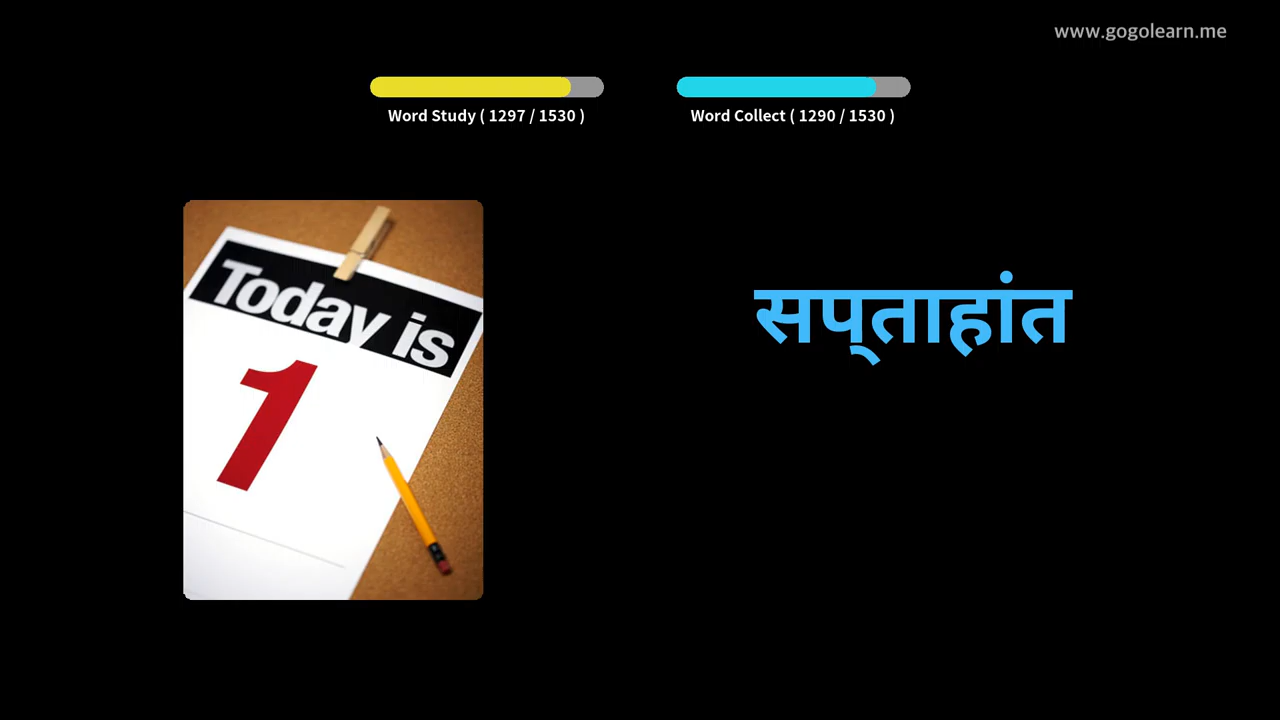 www.gogolearn.me
Word Study ( 1297 / 1530 )
Word Collect ( 1290 / 1530 )
Today is
1
सप्ताहांत